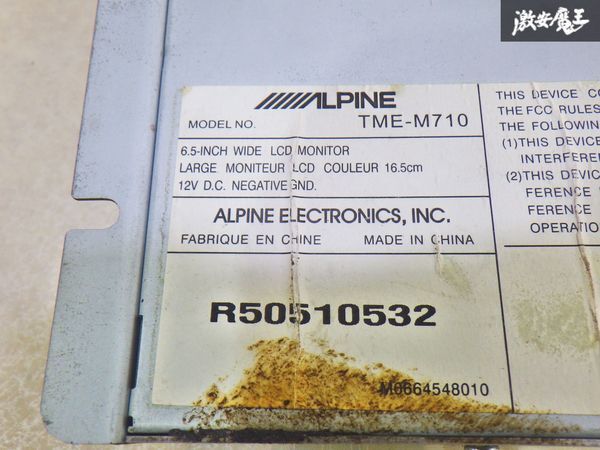 激安魔王
ALPINE
MODEL NO. TME-M710
6.5-INCH WIDE LCD MONITOR
LARGE MONITEUR LCD COULEUR 16.5cm
12V D.C. NEGATIVE GND.
ALPINE ELECTRONICS, INC.
FABRIQUE EN CHINE MADE IN CHINA
R50510532
M0664548010
THIS DEVICE CO
THE FCC RULES
THE FOLLOWIN
(1)THIS DEVIC
INTERFERE
(2)THIS DEVIC
FERENCE
FERENCE
OPERATIO